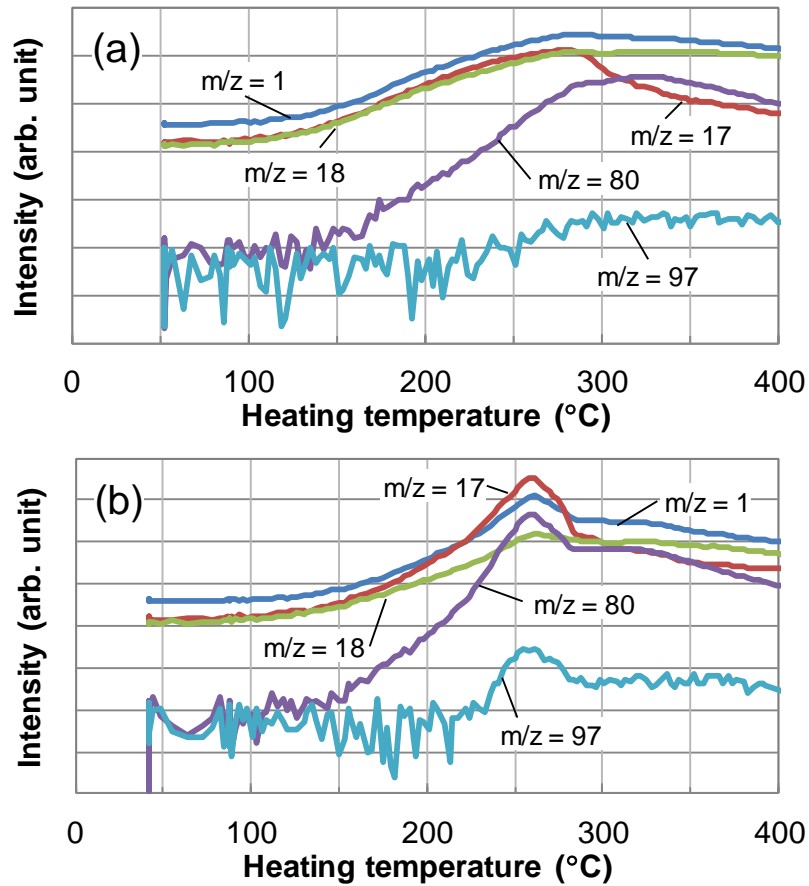 (a)
Intensity (arb. unit)
m/z = 1
m/z = 18
m/z = 17
m/z = 80
m/z = 97
0 100 200 300 400
Heating temperature (°C)
(b)
Intensity (arb. unit)
m/z = 17
m/z = 1
m/z = 80
m/z = 18
m/z = 97
0 100 200 300 400
Heating temperature (°C)